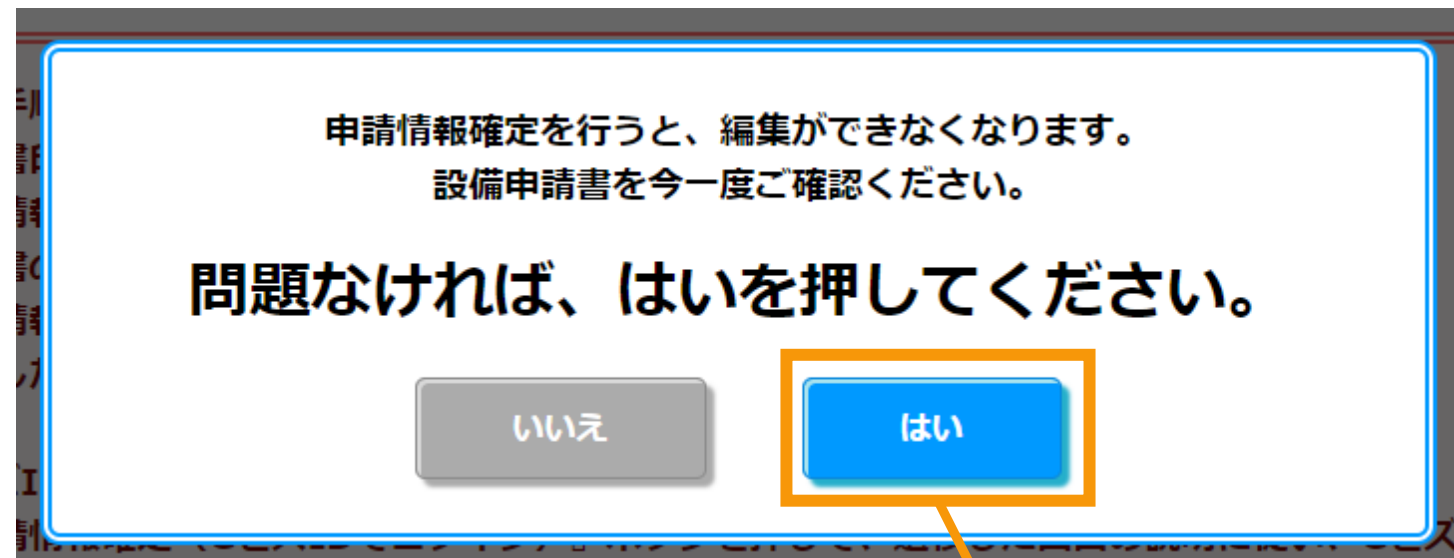 申請情報確定を行うと、編集ができなくなります。
設備申請書を今一度ご確認ください。
問題なければ、はいを押してください。
いいえ
はい